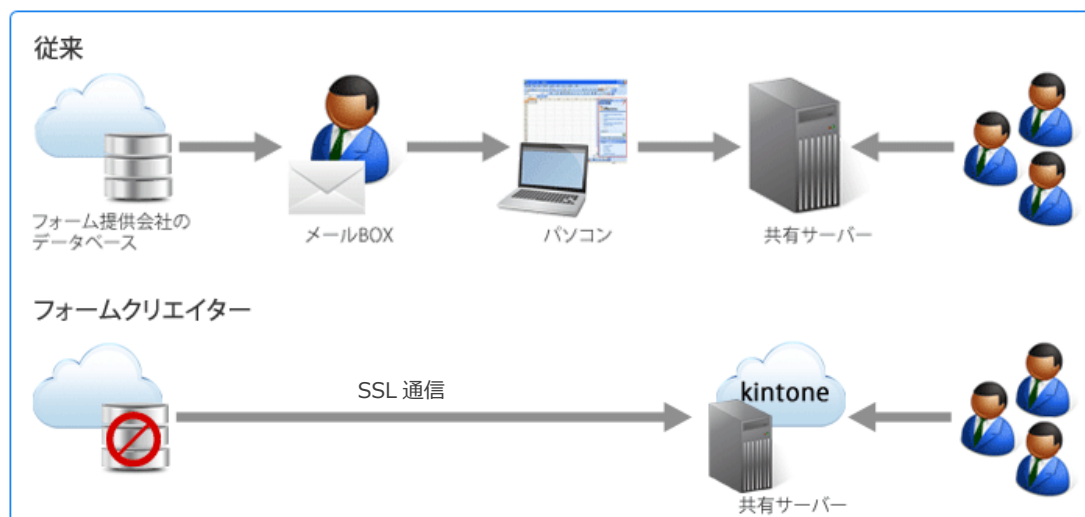 従来
フォーム提供会社の
データベース
メールBOX
パソコン
共有サーバー
フォームクリエイター
SSL 通信
kintone
共有サーバー